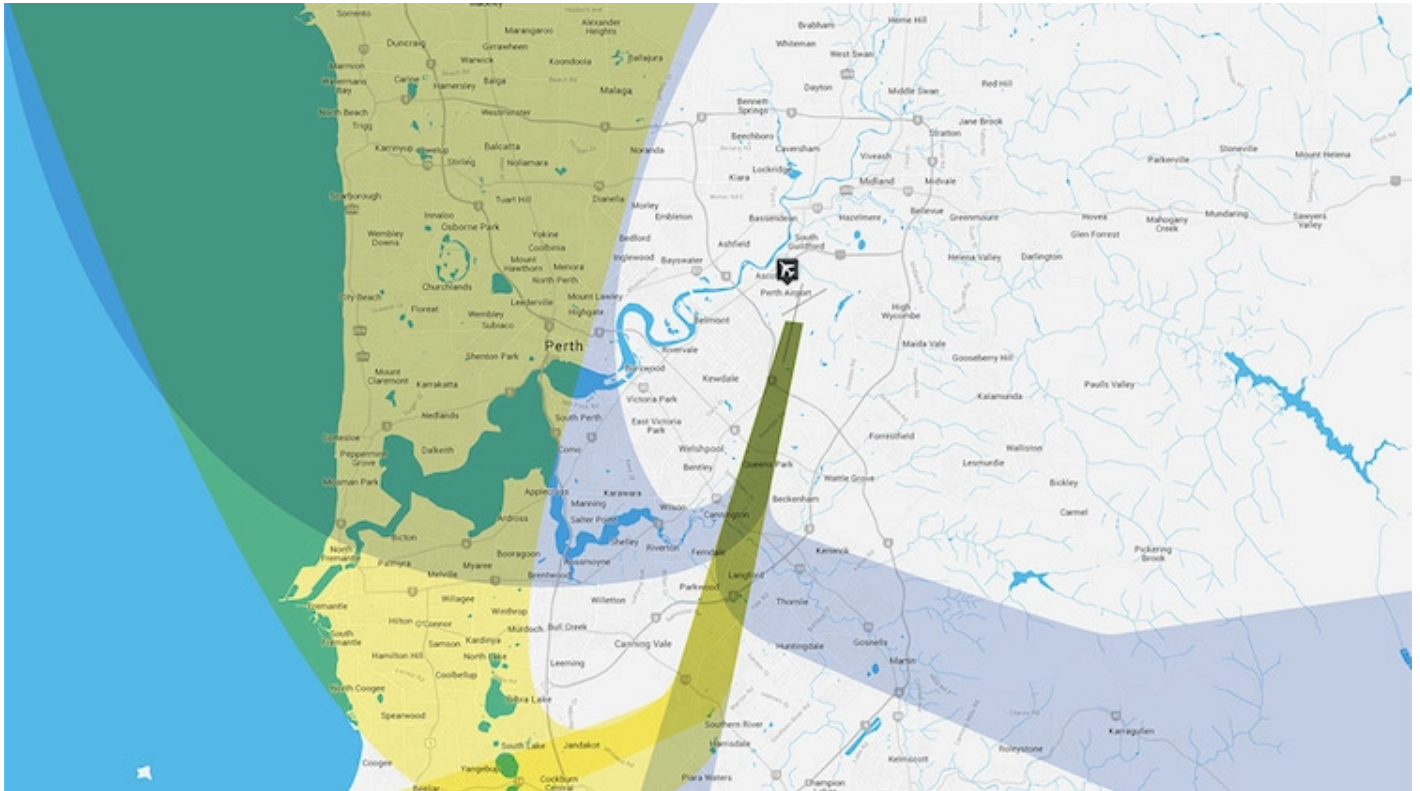 Sorrento
Alexander
Heights
Brabham
Herne Hill
Duncraig
Marangaroo
Girrawheen
Whiteman
West Swan
Warwick
Koondoola
Ballajura
Marmion
Watermans
Bay
Carine
Hamersley
Balga
Malaga
Dayton
Middle Swan
Red Hill
North Beach
Westminster
Bennett
Springs
Jane Brook
Trigg
Beechboro
Stratton
Karrinyup
Gwelup
Balcatta
Noranda
Caversham
Viveash
Stoneville
Parkerville
Mount Helena
Stirling
Nollamara
Lockridge
Kiara
Midland
Midvale
Scarborough
Tuart Hill
Dianella
Morley
Innaloo
Embleton
Bassendean
Hazelmere
Bellevue
Greenmount
Hovea
Mahogany
Creek
Mundaring
Sawyers
Valley
Wembley
Downs
Osborne Park
Yokine
Coolbinia
Bedford
Ashfield
South
Guildford
Glen Forrest
Mount
Hawthorn
Menora
Inglewood
Bayswater
Helena Valley
Darlington
North Perth
Churchlands
Perth Airport
City Beach
Floreat
Leederville
Mount Lawley
Highgate
Wembley
Subiaco
Belmont
High
Wycombe
Perth
Shenton Park
Rivervale
Maida Vale
Gooseberry Hill
Mount
Claremont
Karrakatta
Burswood
Kewdale
Paulls Valley
Kalamunda
Nedlands
Victoria Park
South Perth
East Victoria
Park
Cottesloe
Peppermint
Grove
Dalkeith
Como
Welshpool
Forrestfield
Walliston
Bentley
Queens Park
Lesmurdie
Mosman Park
Applecross
Karawara
Wattle Grove
Bickley
Manning
Beckenham
Ardross
Salter Point
Wilson
Cannington
Carmel
Bicton
Shelley
North
Fremantle
Booragoon
Rossmoyne
Riverton
Ferndale
Kenwick
Pickering
Brook
Palmyra
Myaree
Melville
Brentwood
Langford
Parkwood
Fremantle
Willagee
Winthrop
Willetton
Thornlie
Hilton
O'Connor
Murdoch
Bull Creek
South
Fremantle
Samson
Kardinya
Canning Vale
Huntingdale
Gosnells
Hamilton Hill
North Lake
Leeming
Martin
Coolbellup
North Coogee
Bibra Lake
Spearwood
Southern River
Karragullen
South Lake
Jandakot
Harrisdale
Roleystone
Coogee
Yangebup
Kelmscott
Cockburn
Central
Piara Waters
Champion
Lakes
Beeliar